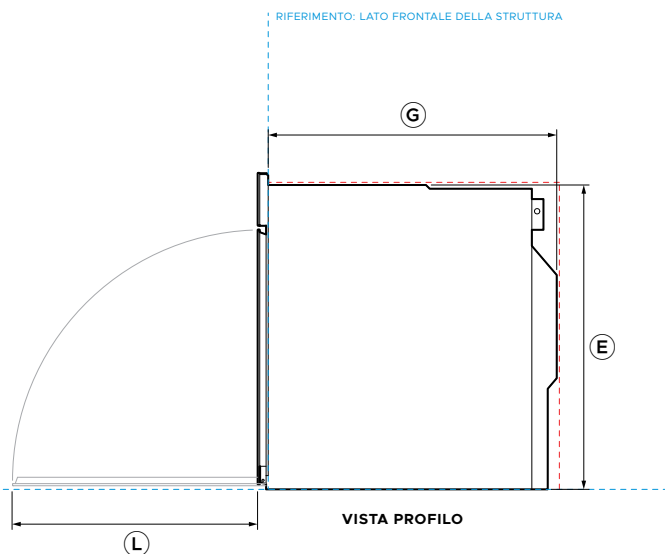 RIFERIMENTO: LATO FRONTALE DELLA STRUTTURA
G
E
VISTA PROFILO
L